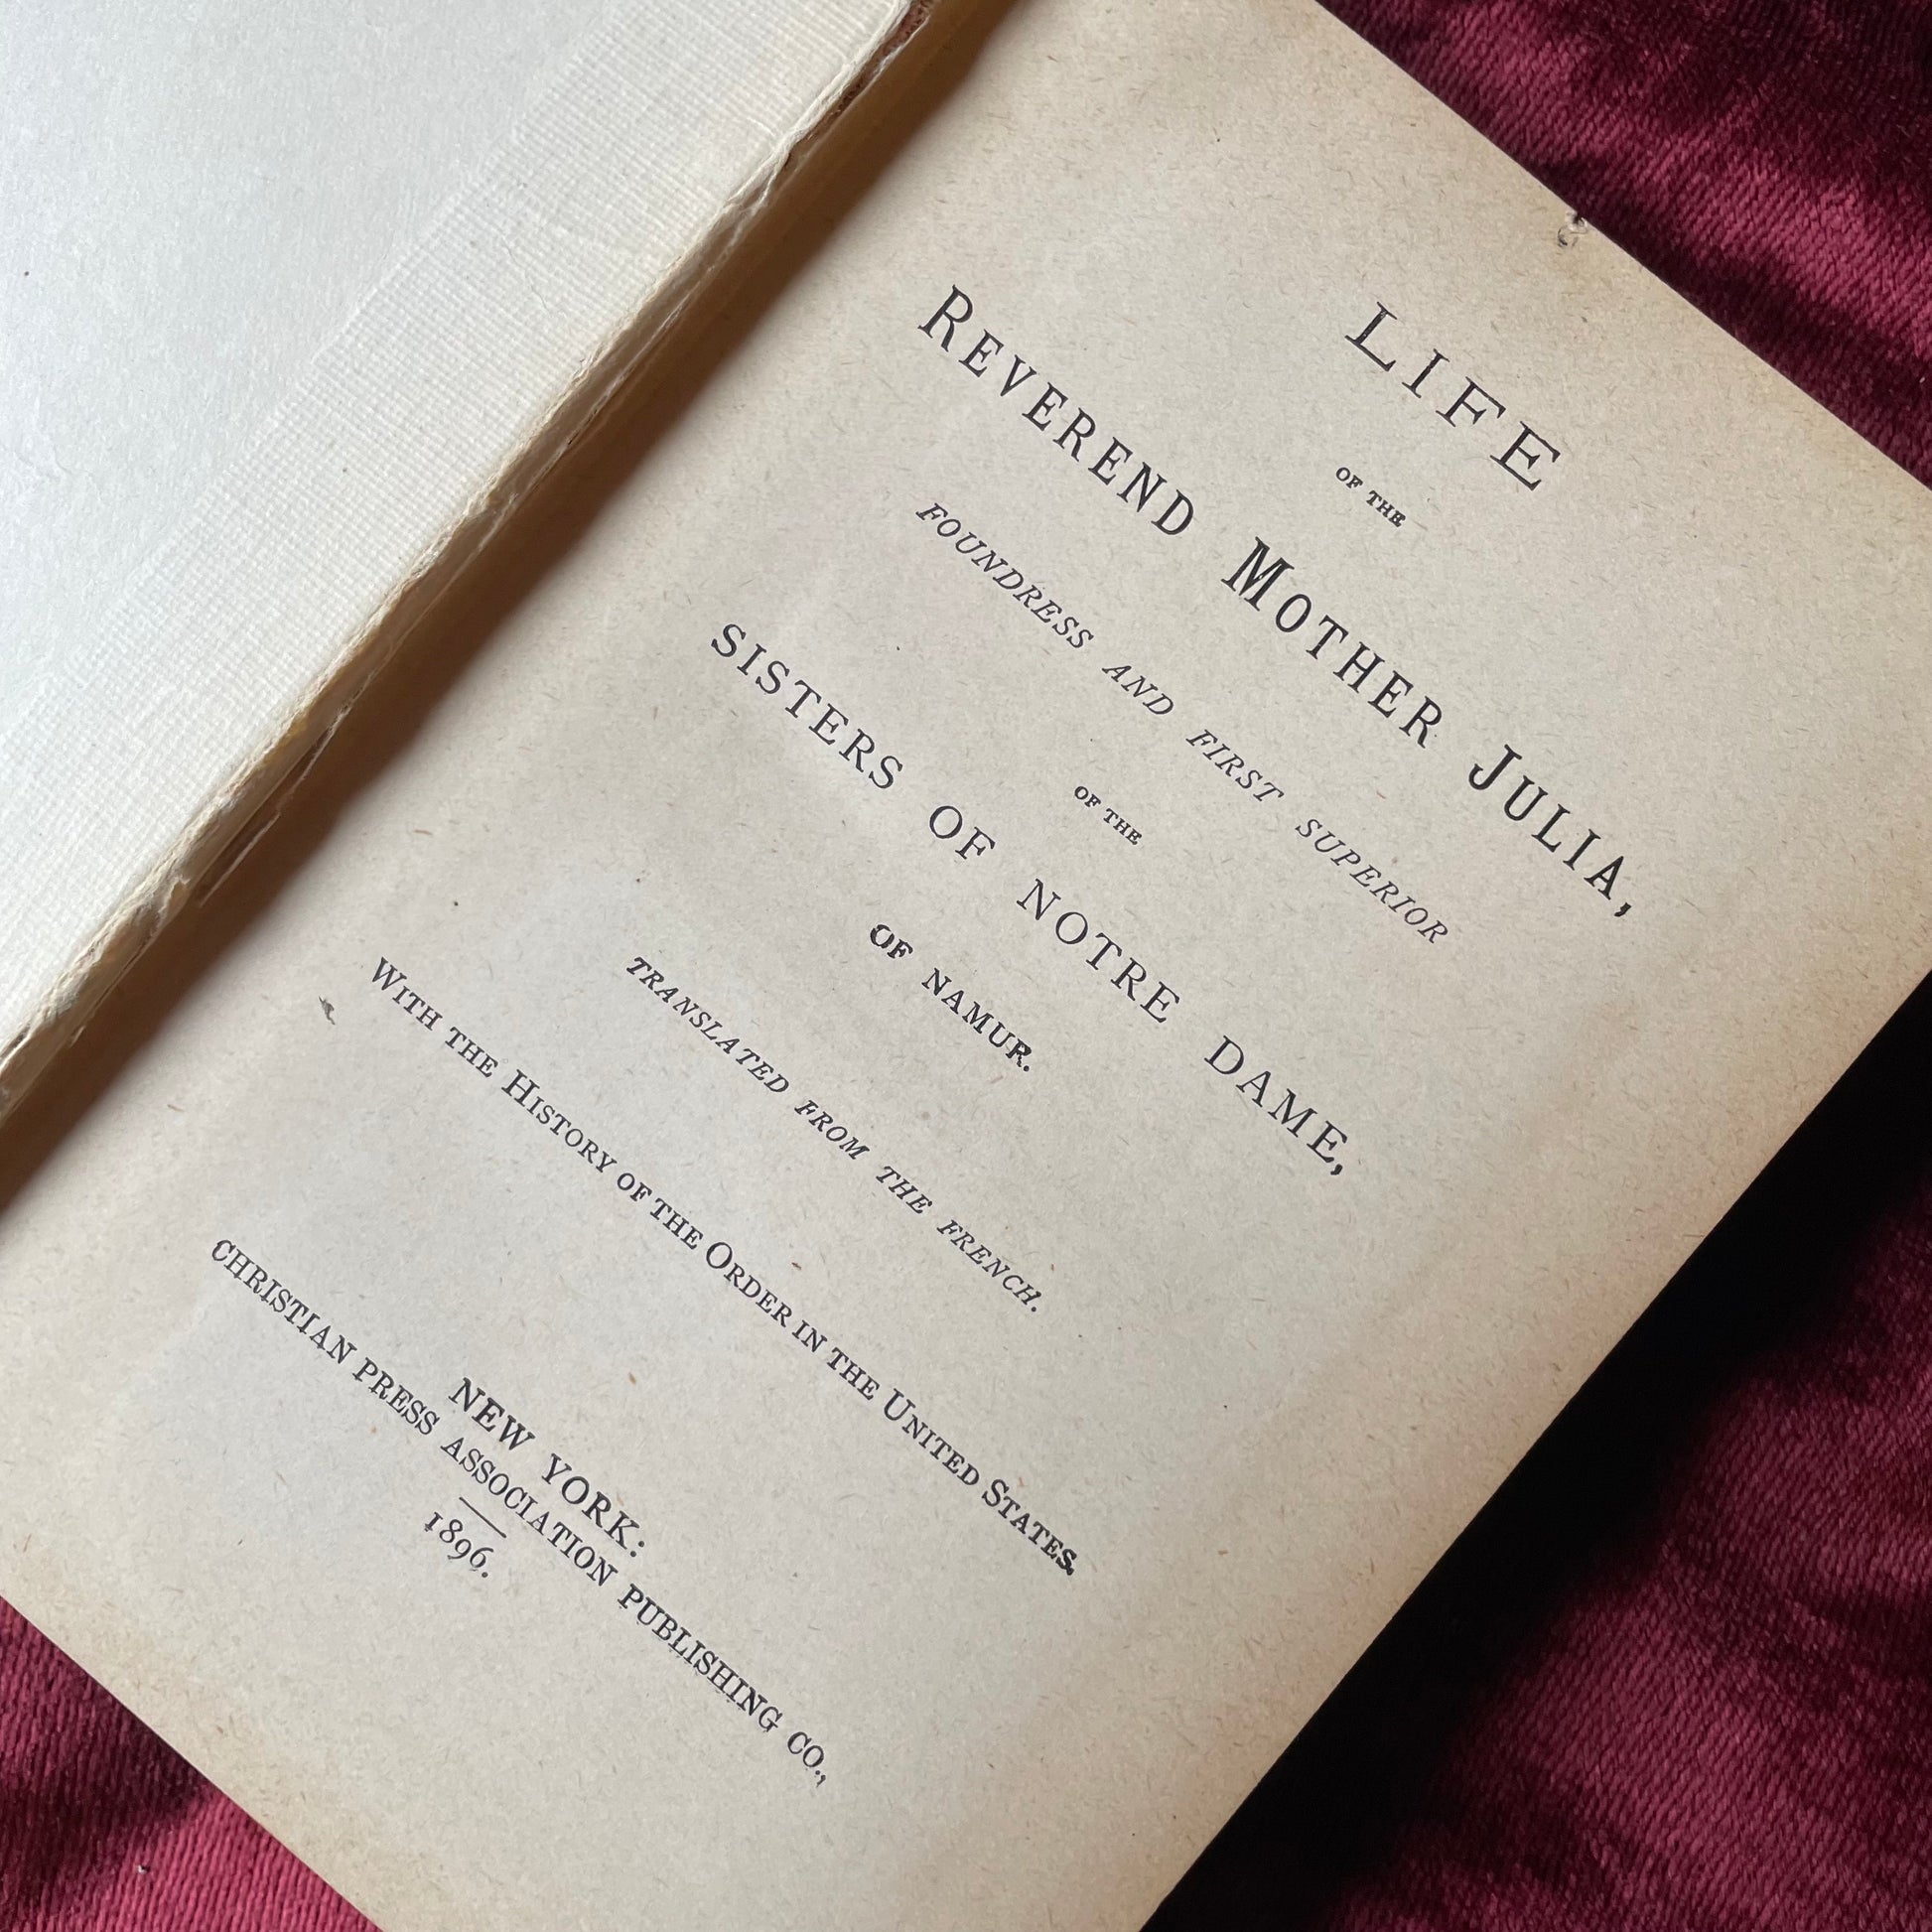 LIFE
OF THE
REVEREND MOTHER JULIA,
FOUNDRESS AND FIRST SUPERIOR
OF THE
SISTERS OF NOTRE DAME,
OF NAMUR.
TRANSLATED FROM THE FRENCH.
WITH THE HISTORY OF THE ORDER IN THE UNITED STATES.
NEW YORK:
CHRISTIAN PRESS ASSOCIATION PUBLISHING CO.,
1896.